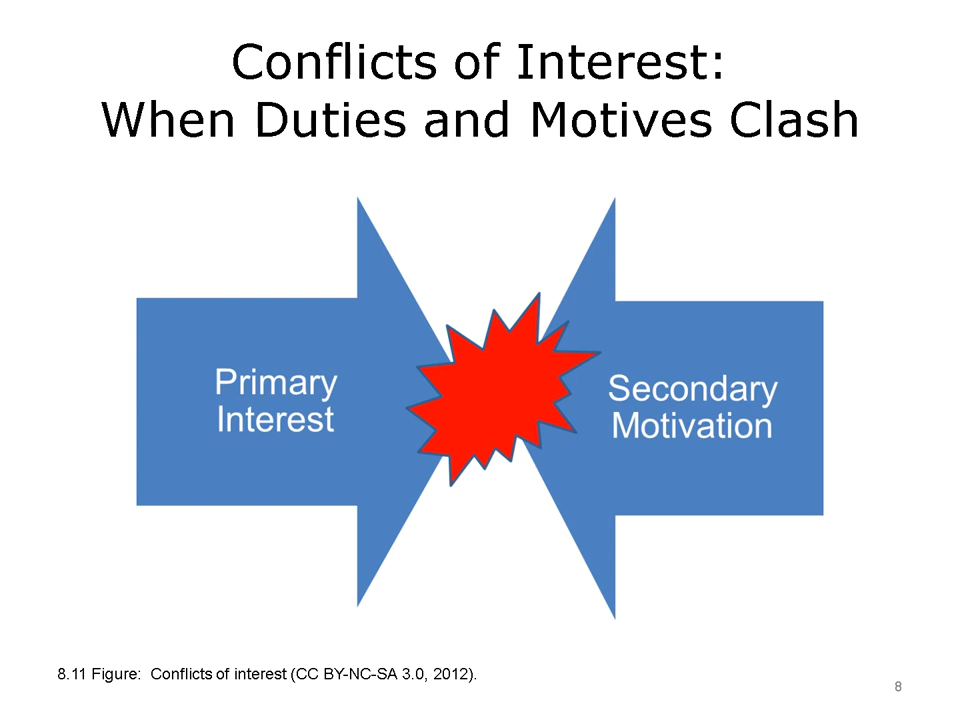 Conflicts of Interest:
When Duties and Motives Clash
Primary
Interest
Secondary
Motivation
8.11 Figure:  Conflicts of interest (CC BY-NC-SA 3.0, 2012).
8